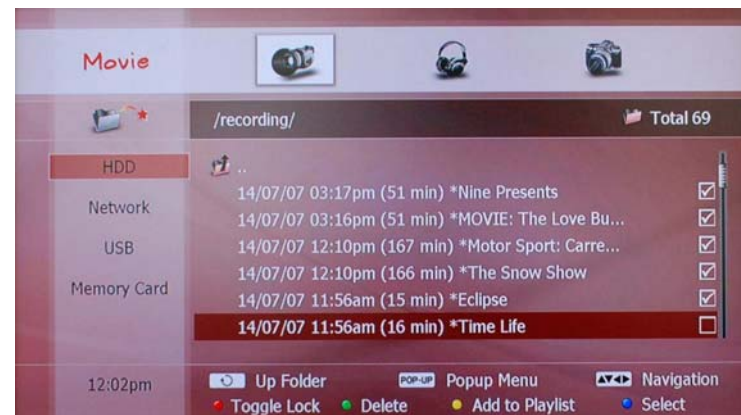 Movie
/recording/ Total 69
HDD
Network
USB
Memory Card
..
14/07/07 03:17pm (51 min) *Nine Presents
14/07/07 03:16pm (51 min) *MOVIE: The Love Bu...
14/07/07 12:10pm (167 min) *Motor Sport: Carre...
14/07/07 12:10pm (166 min) *The Snow Show
14/07/07 11:56am (15 min) *Eclipse
14/07/07 11:56am (16 min) *Time Life
12:02pm
Up Folder POP-UP Popup Menu Navigation
Toggle Lock Delete Add to Playlist Select